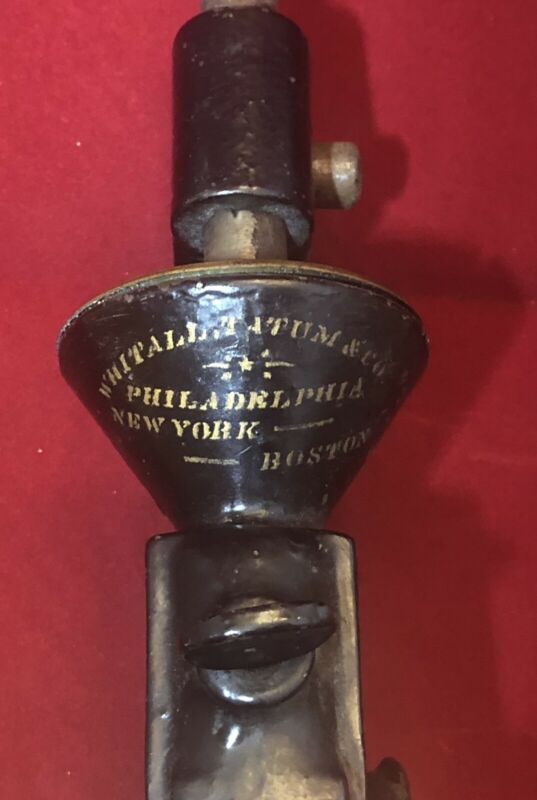 WHITALL, TATUM & CO.
PHILADELPHIA
NEW YORK
BOSTON